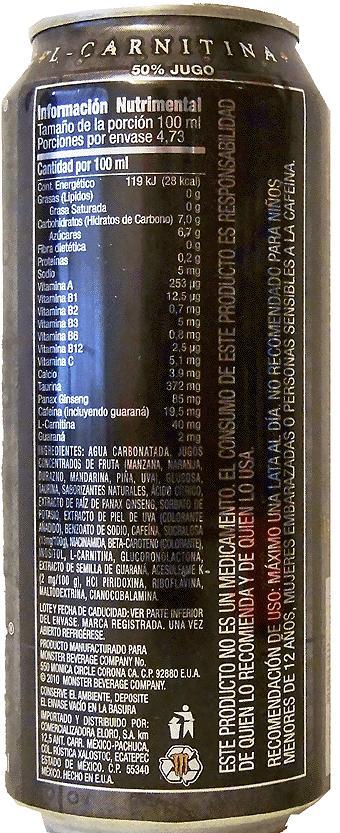 L-CARNITINA
50% JUGO
Información Nutrimental
Tamaño de la porción 100 ml
Porciones por envase 4,73
Cantidad por 100 ml
Cont. Energético 119 kJ (28 kcal)
Grasas (Lípidos) 0 g
Grasa Saturada 0 g
Carbohidratos (Hidratos de Carbono) 7,0 g
Azúcares 6,7 g
Fibra dietética 0 g
Proteínas 0,2 g
Sodio 5 mg
Vitamina A 253 µg
Vitamina B1 12,5 µg
Vitamina B2 0,7 mg
Vitamina B3 5 mg
Vitamina B6 0,8 mg
Vitamina B12 2,5 µg
Vitamina C 5,1 mg
Calcio 3,9 mg
Taurina 372 mg
Panax Ginseng 85 mg
Cafeína (incluyendo guaraná) 19,5 mg
L-Carnitina 40 mg
Guaraná 2 mg
INGREDIENTES: AGUA CARBONATADA, JUGOS
CONCENTRADOS DE FRUTA (MANZANA, NARANJA,
DURAZNO, MANDARINA, PIÑA, UVA), GLUCOSA,
TAURINA, SABORIZANTES NATURALES, ÁCIDO CÍTRICO,
EXTRACTO DE RAÍZ DE PANAX GINSENG, SORBATO DE
POTASIO, EXTRACTO DE PIEL DE UVA (COLORANTE
AÑADIDO), BENZOATO DE SODIO, CAFEÍNA, SUCRALOSA
(13mg/100g), NIACINAMIDA, BETA-CAROTENO (COLORANTE),
INOSITOL, L-CARNITINA, GLUCORONOLACTONA,
EXTRACTO DE SEMILLA DE GUARANÁ, ACESULFAME K
(2 mg/100 g), HCl PIRIDOXINA, RIBOFLAVINA,
MALTODEXTRINA, CIANOCOBALAMINA.
LOTE Y FECHA DE CADUCIDAD: VER PARTE INFERIOR
DEL ENVASE. MARCA REGISTRADA. UNA VEZ
ABIERTO REFRIGÉRESE.
PRODUCTO MANUFACTURADO PARA
MONSTER BEVERAGE COMPANY No.
550 MONICA CIRCLE CORONA CA. C.P. 92880 E.U.A.
© 2010 MONSTER BEVERAGE COMPANY.
CONSERVE EL AMBIENTE, DEPOSITE
EL ENVASE VACÍO EN LA BASURA
IMPORTADO Y DISTRIBUIDO POR:
COMERCIALIZADORA ELORO, S.A. km
12,5 ANT. CARR. MÉXICO-PACHUCA,
COL. RÚSTICA XALOSTOC, ECATEPEC
ESTADO DE MÉXICO. C.P. 55340
MÉXICO. HECHO EN E.U.A.
ESTE PRODUCTO NO ES UN MEDICAMENTO. EL CONSUMO DE ESTE PRODUCTO ES RESPONSABILIDAD
DE QUIEN LO RECOMIENDA Y DE QUIEN LO USA
RECOMENDACIÓN DE USO: MÁXIMO UNA LATA AL DÍA, NO RECOMENDADO PARA NIÑOS
MENORES DE 12 AÑOS, MUJERES EMBARAZADAS O PERSONAS SENSIBLES A LA CAFEÍNA.